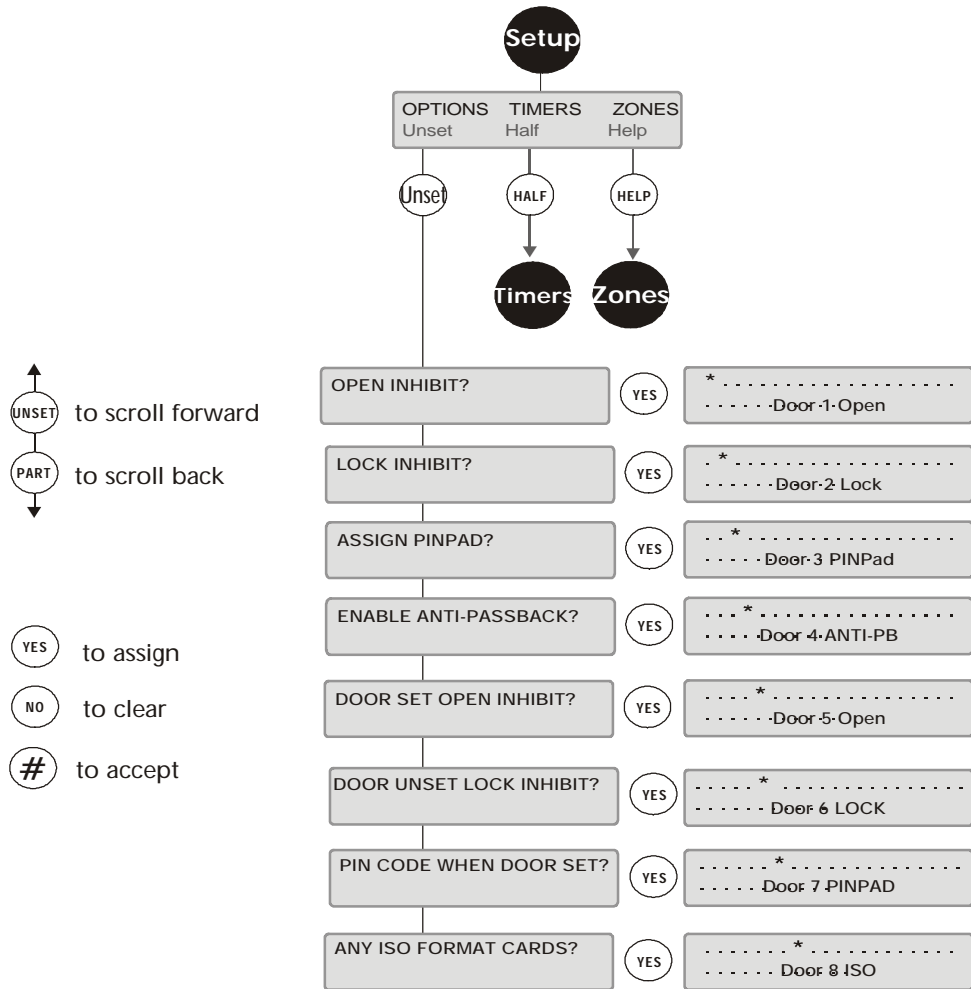 Setup
OPTIONS TIMERS ZONES
Unset Half Help
Unset HALF HELP
Timers Zones
UNSET to scroll forward
PART to scroll back
YES to assign
NO to clear
# to accept
OPEN INHIBIT? YES * . . . . . . . . . . . . . . . . . . .
. . . . . . Door 1 Open
LOCK INHIBIT? YES . * . . . . . . . . . . . . . . . . . .
. . . . . . Door 2 Lock
ASSIGN PINPAD? YES . . * . . . . . . . . . . . . . . . . .
. . . . . . Door 3 PINPad
ENABLE ANTI-PASSBACK? YES . . . * . . . . . . . . . . . . . . . .
. . . . . Door 4 ANTI-PB
DOOR SET OPEN INHIBIT? YES . . . . * . . . . . . . . . . . . . . .
. . . . . . Door 5 Open
DOOR UNSET LOCK INHIBIT? YES . . . . . * . . . . . . . . . . . . . .
. . . . . . Door 6 LOCK
PIN CODE WHEN DOOR SET? YES . . . . . . * . . . . . . . . . . . . .
. . . . . Door 7 PINPAD
ANY ISO FORMAT CARDS? YES . . . . . . . * . . . . . . . . . . . .
. . . . . . Door 8 ISO